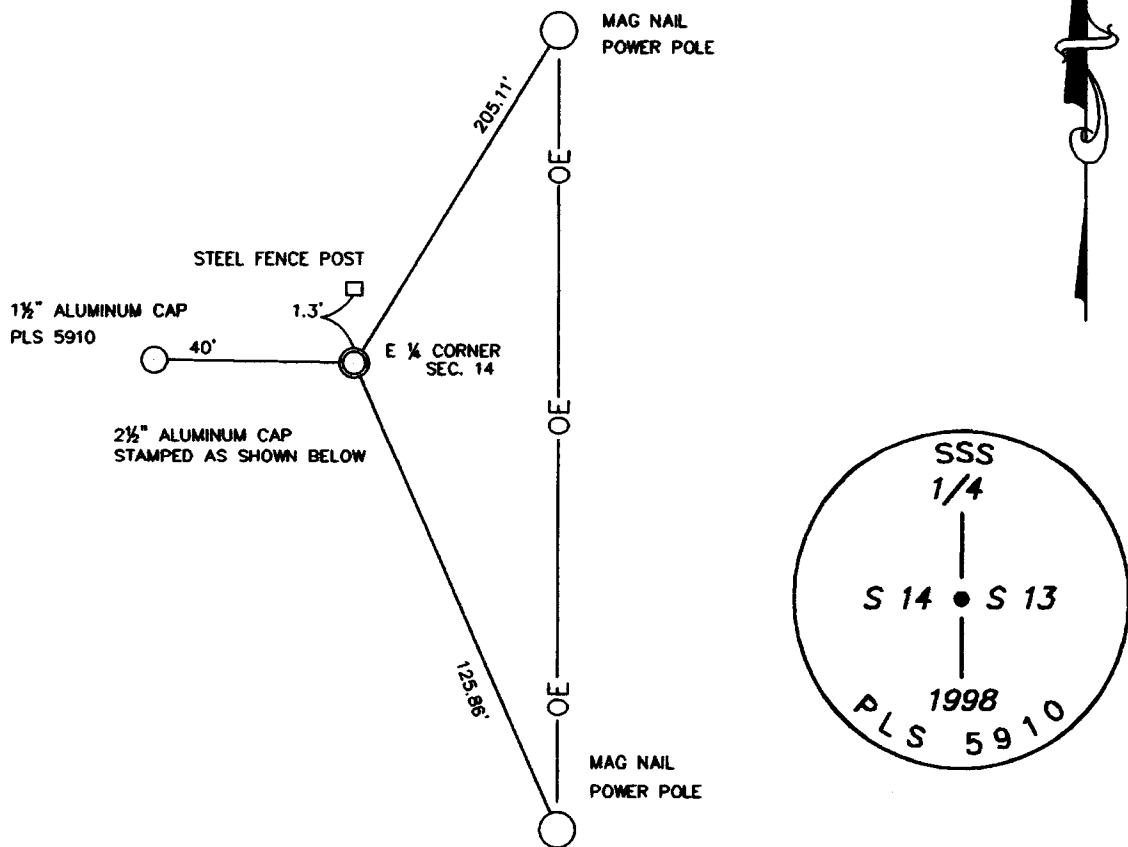 MAG NAIL
POWER POLE
205.11'
OE
STEEL FENCE POST
1½" ALUMINUM CAP
PLS 5910
1.3'
40'
E ¼ CORNER
SEC. 14
OE
2½" ALUMINUM CAP
STAMPED AS SHOWN BELOW
125.86'
OE
MAG NAIL
POWER POLE
SSS
1/4
S 14 S 13
1998
PLS 5910